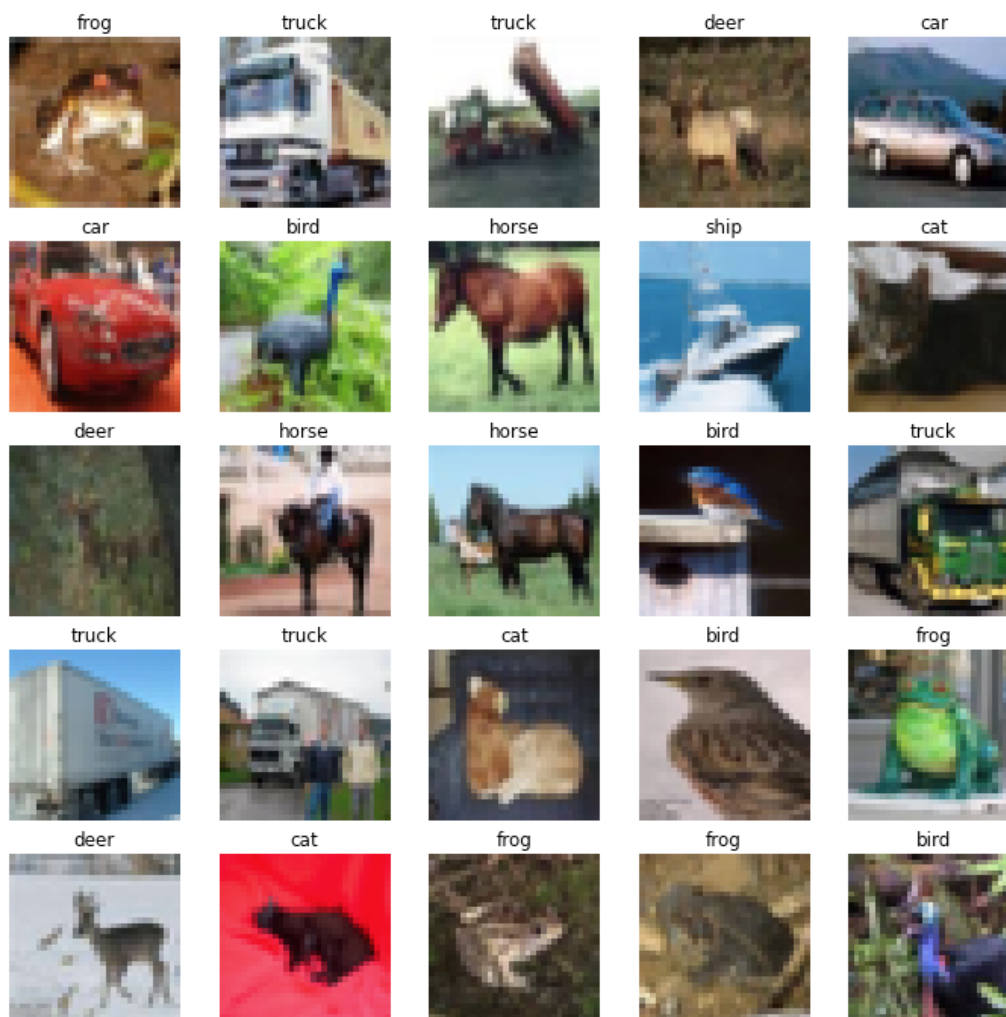 frog truck truck deer car
car bird horse ship cat
deer horse horse bird truck
truck truck cat bird frog
deer cat frog frog bird